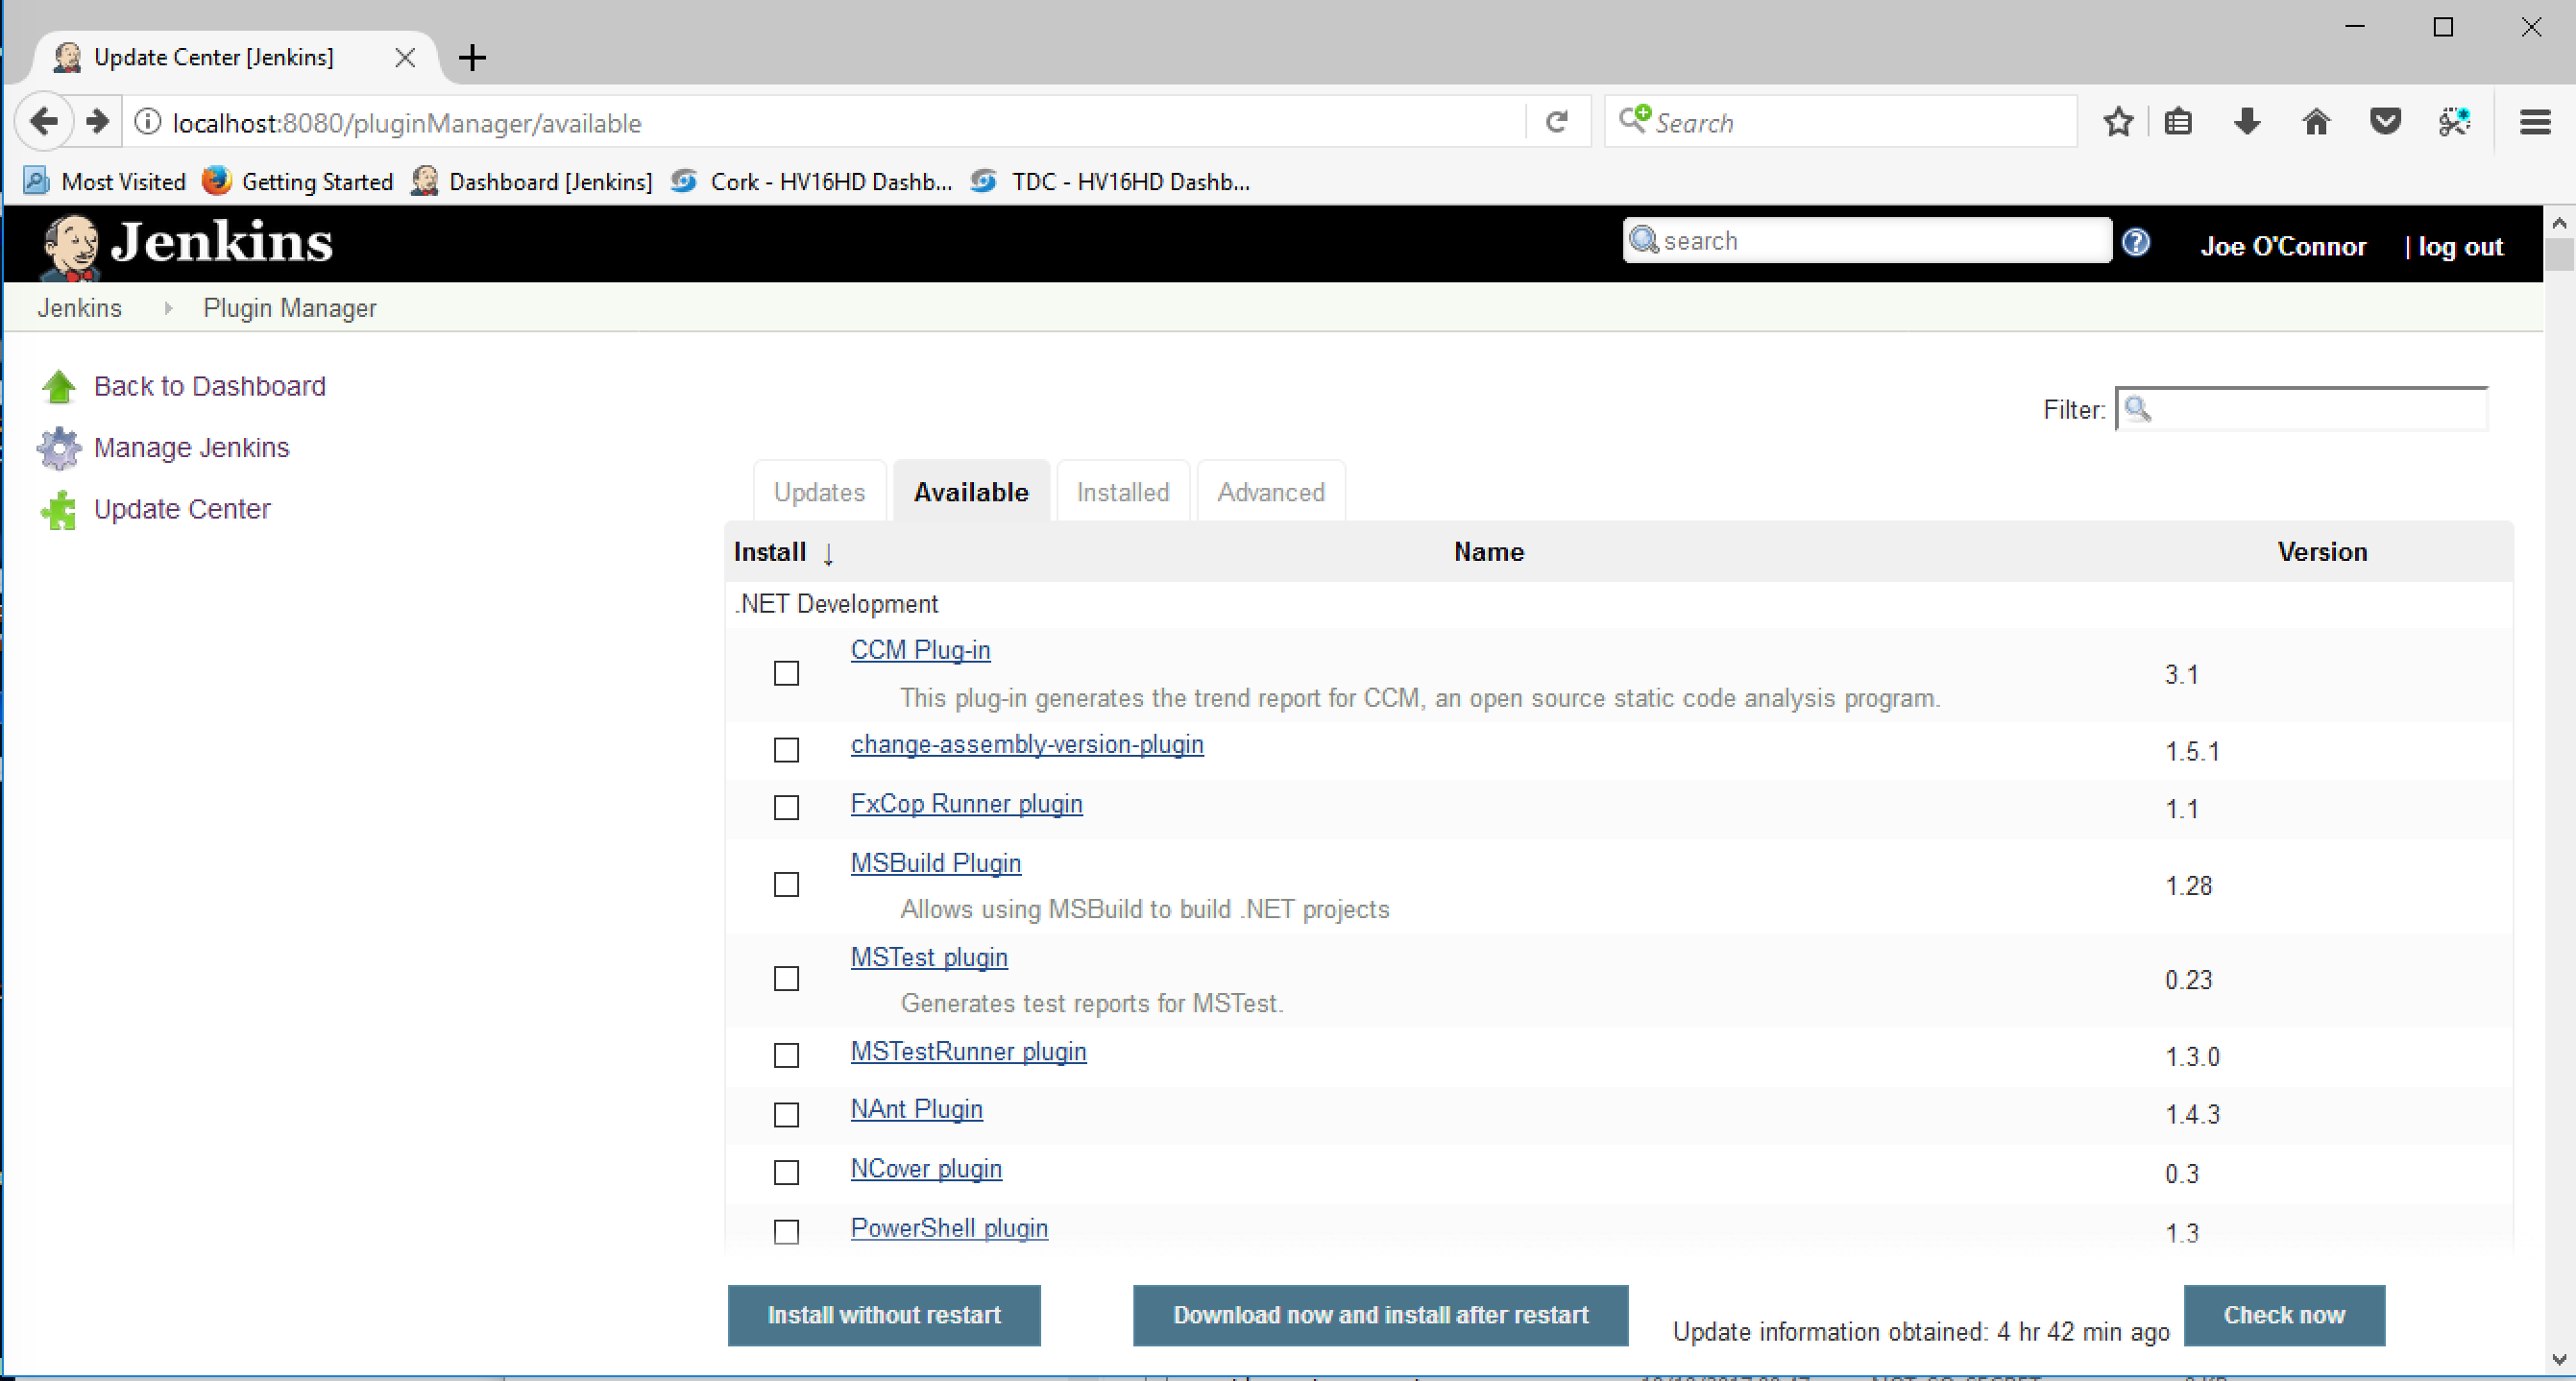 Update Center [Jenkins]
localhost:8080/pluginManager/available
Search
Most Visited Getting Started Dashboard [Jenkins] Cork - HV16HD Dashb... TDC - HV16HD Dashb...
Jenkins
search
Joe O'Connor | log out
Jenkins Plugin Manager
Back to Dashboard
Manage Jenkins
Update Center
Filter:
Updates Available Installed Advanced
Install ↓ Name Version
.NET Development
CCM Plug-in
This plug-in generates the trend report for CCM, an open source static code analysis program.
3.1
change-assembly-version-plugin 1.5.1
FxCop Runner plugin 1.1
MSBuild Plugin
Allows using MSBuild to build .NET projects
1.28
MSTest plugin
Generates test reports for MSTest.
0.23
MSTestRunner plugin 1.3.0
NAnt Plugin 1.4.3
NCover plugin 0.3
PowerShell plugin 1.3
Install without restart Download now and install after restart Update information obtained: 4 hr 42 min ago Check now